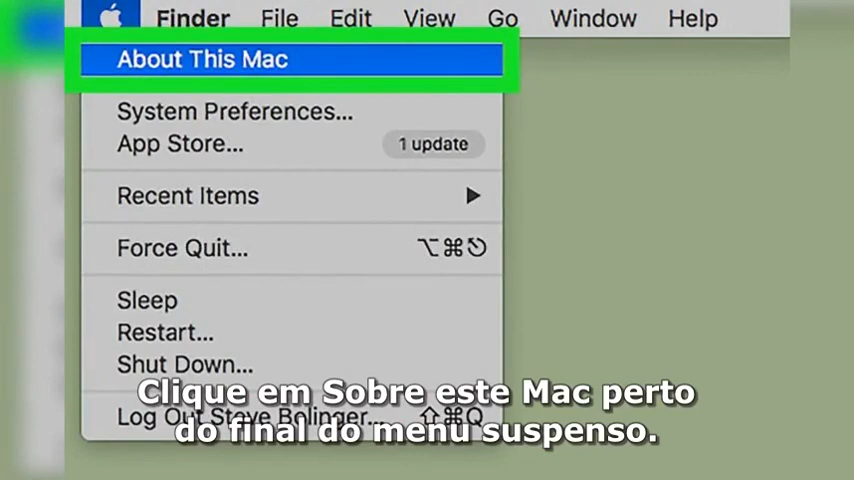 Finder File Edit View Go Window Help
About This Mac
System Preferences...
App Store... 1 update
Recent Items
Force Quit... ⌥⌘⎋
Sleep
Restart...
Shut Down...
Log Out Steve Bolinger... ⇧⌘Q
Clique em Sobre este Mac perto
do final do menu suspenso.